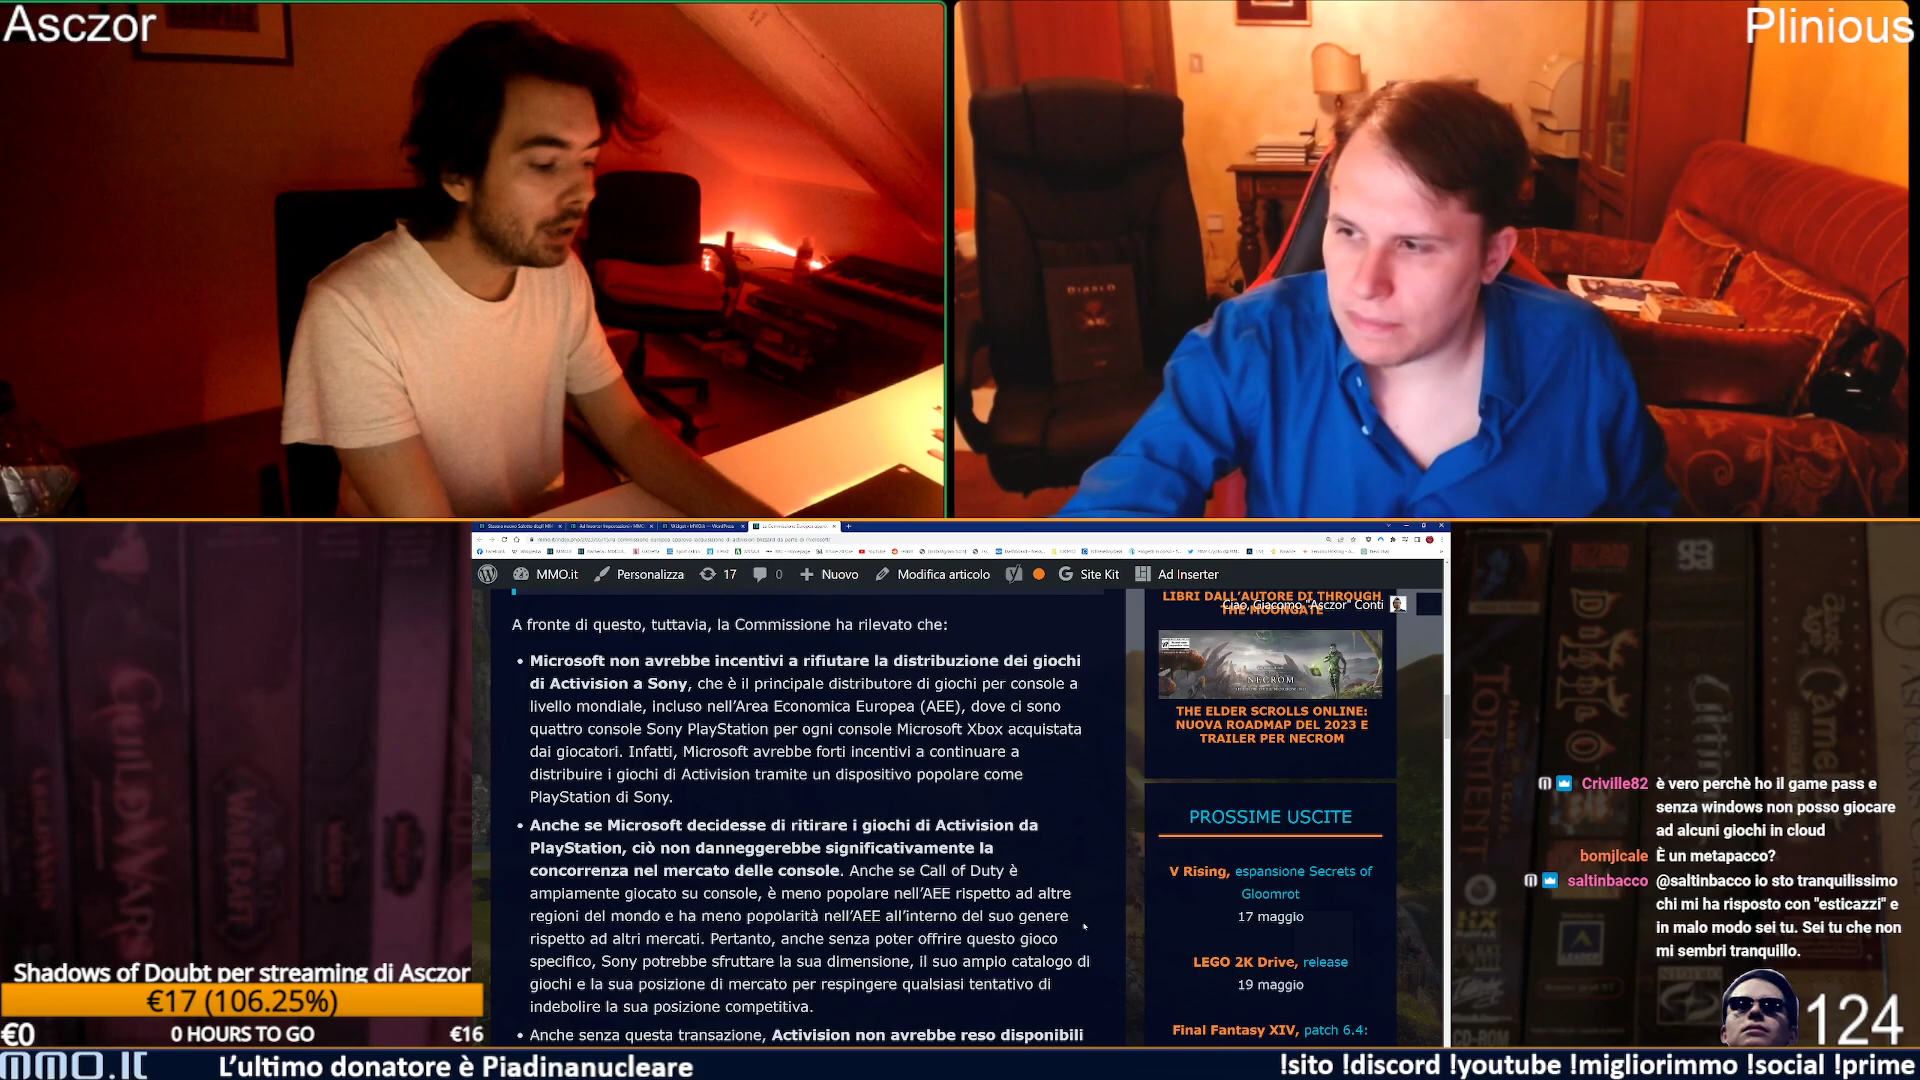 Asczor
Plinious
DIABLO
MMO.it
Personalizza
17
0
Nuovo
Modifica articolo
Site Kit
Ad Inserter
Ciao, Giacomo "Asczor" Conti
A fronte di questo, tuttavia, la Commissione ha rilevato che:
• Microsoft non avrebbe incentivi a rifiutare la distribuzione dei giochi
di Activision a Sony, che è il principale distributore di giochi per console a
livello mondiale, incluso nell'Area Economica Europea (AEE), dove ci sono
quattro console Sony PlayStation per ogni console Microsoft Xbox acquistata
dai giocatori. Infatti, Microsoft avrebbe forti incentivi a continuare a
distribuire i giochi di Activision tramite un dispositivo popolare come
PlayStation di Sony.
• Anche se Microsoft decidesse di ritirare i giochi di Activision da
PlayStation, ciò non danneggerebbe significativamente la
concorrenza nel mercato delle console. Anche se Call of Duty è
ampiamente giocato su console, è meno popolare nell'AEE rispetto ad altre
regioni del mondo e ha meno popolarità nell'AEE all'interno del suo genere
rispetto ad altri mercati. Pertanto, anche senza poter offrire questo gioco
specifico, Sony potrebbe sfruttare la sua dimensione, il suo ampio catalogo di
giochi e la sua posizione di mercato per respingere qualsiasi tentativo di
indebolire la sua posizione competitiva.
• Anche senza questa transazione, Activision non avrebbe reso disponibili
LIBRI DALL'AUTORE DI THROUGH
THE MOONGATE
NECROM
THE ELDER SCROLLS ONLINE:
NUOVA ROADMAP DEL 2023 E
TRAILER PER NECROM
PROSSIME USCITE
V Rising, espansione Secrets of
Gloomrot
17 maggio
LEGO 2K Drive, release
19 maggio
Final Fantasy XIV, patch 6.4:
GUILD WARS
WARCRAFT
TORMENT
CD-ROM
Criville82 è vero perchè ho il game pass e
senza windows non posso giocare
ad alcuni giochi in cloud
bomjlcale È un metapacco?
saltinbacco @saltinbacco io sto tranquilissimo
chi mi ha risposto con "esticazzi" e
in malo modo sei tu. Sei tu che non
mi sembri tranquillo.
124
Shadows of Doubt per streaming di Asczor
€17 (106.25%)
€0
0 HOURS TO GO
€16
MMO.IT
L'ultimo donatore è Piadinanucleare
!sito !discord !youtube !migliorimmo !social !prime